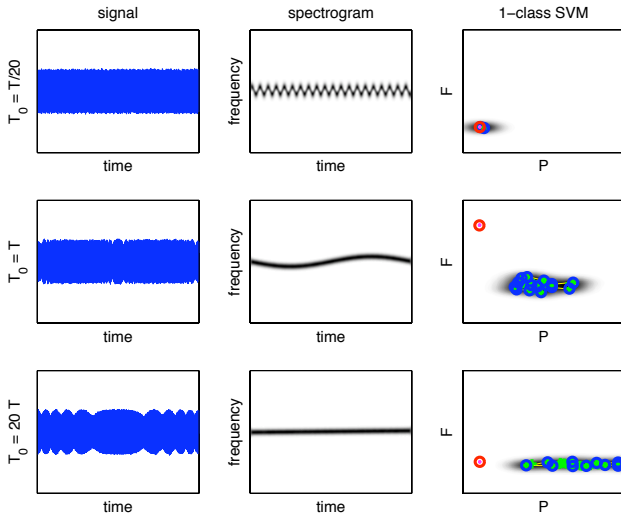 signal
spectrogram
1−class SVM
T0 = T/20
frequency
F
time
time
P
T0 = T
frequency
F
time
time
P
T0 = 20 T
frequency
F
time
time
P